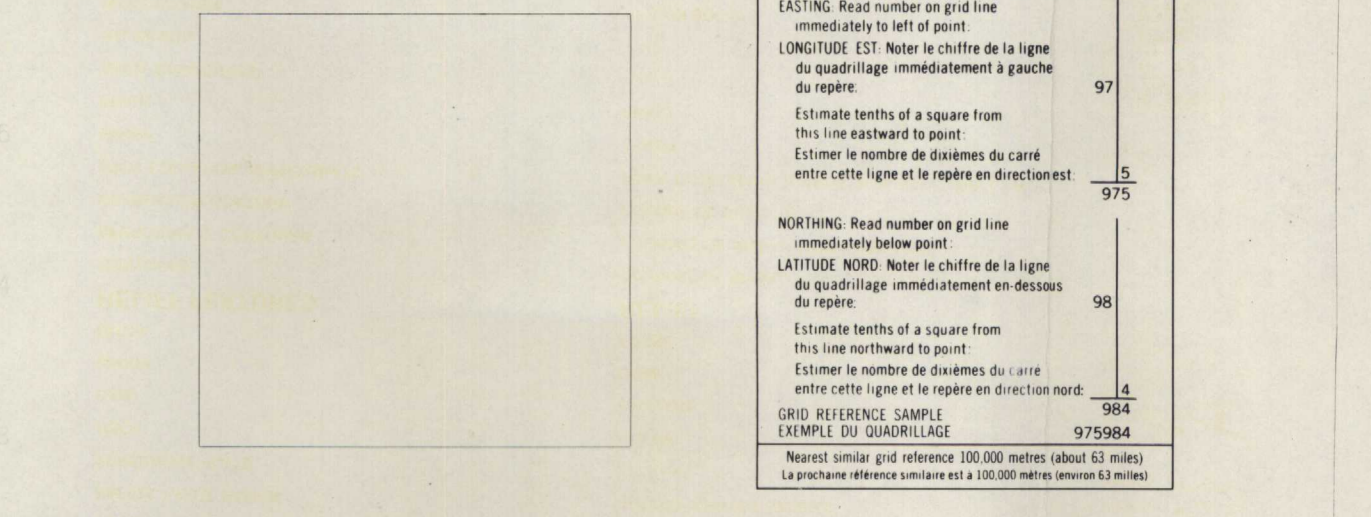 EASTING: Read number on grid line
immediately to left of point:
LONGITUDE EST: Noter le chiffre de la ligne
du quadrillage immédiatement à gauche
du repère: 97
Estimate tenths of a square from
this line eastward to point:
Estimer le nombre de dixièmes du carré
entre cette ligne et le repère en direction est: 5
975
NORTHING: Read number on grid line
immediately below point:
LATITUDE NORD: Noter le chiffre de la ligne
du quadrillage immédiatement en-dessous
du repère: 98
Estimate tenths of a square from
this line northward to point:
Estimer le nombre de dixièmes du carré
entre cette ligne et le repère en direction nord: 4
984
GRID REFERENCE SAMPLE
EXEMPLE DU QUADRILLAGE 975984
Nearest similar grid reference 100,000 metres (about 63 miles)
La prochaine référence similaire est à 100,000 mètres (environ 63 milles)